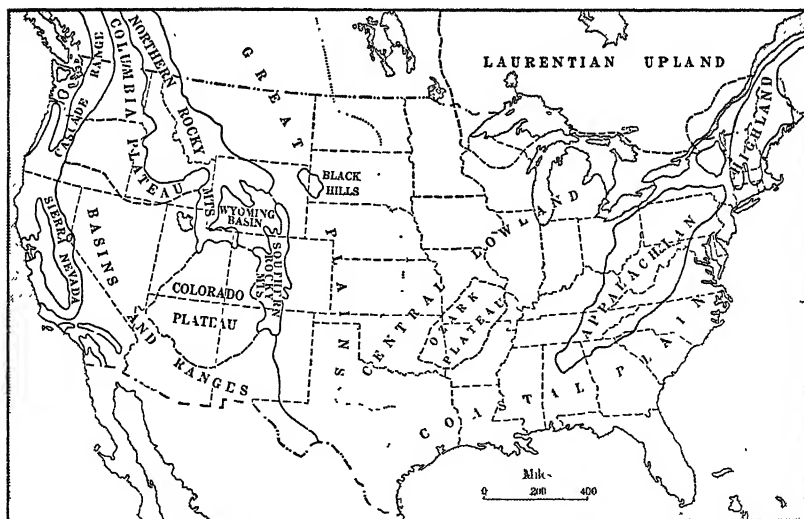 LAURENTIAN UPLAND
CASCADE RANGE
COLUMBIA PLATEAU
NORTHERN ROCKY MTS
GREAT PLAINS
BLACK HILLS
WYOMING BASIN
SOUTHERN ROCKY MTS
SIERRA NEVADA
BASINS AND RANGES
COLORADO PLATEAU
CENTRAL LOWLAND
OZARK PLATEAU
APPALACHIAN HIGHLAND
COASTAL PLAIN
Miles
0 200 400